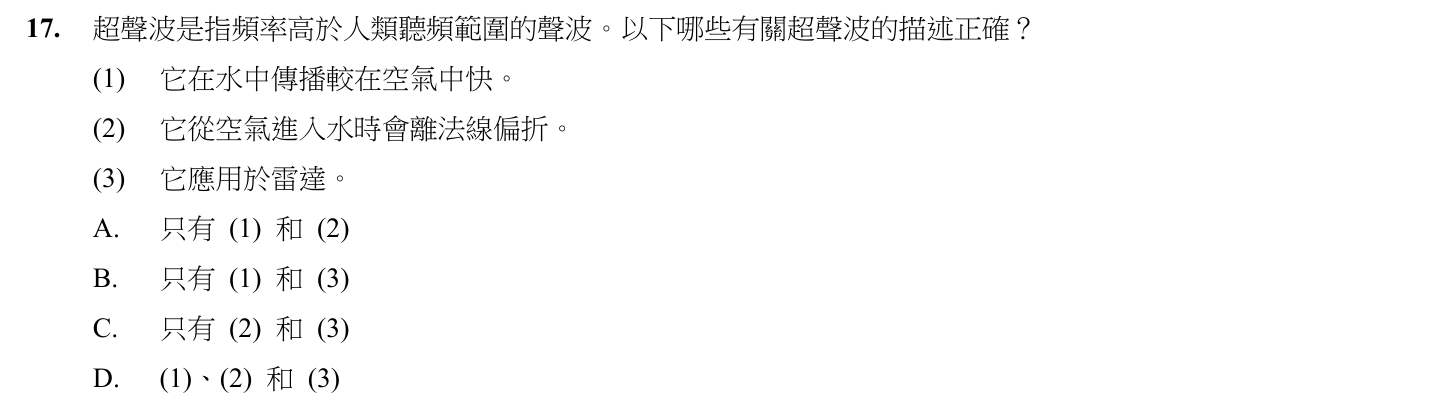 17. 超聲波是指頻率高於人類聽頻範圍的聲波。以下哪些有關超聲波的描述正確？
(1) 它在水中傳播較在空氣中快。
(2) 它從空氣進入水時會離法線偏折。
(3) 它應用於雷達。
A. 只有 (1) 和 (2)
B. 只有 (1) 和 (3)
C. 只有 (2) 和 (3)
D. (1)、(2) 和 (3)